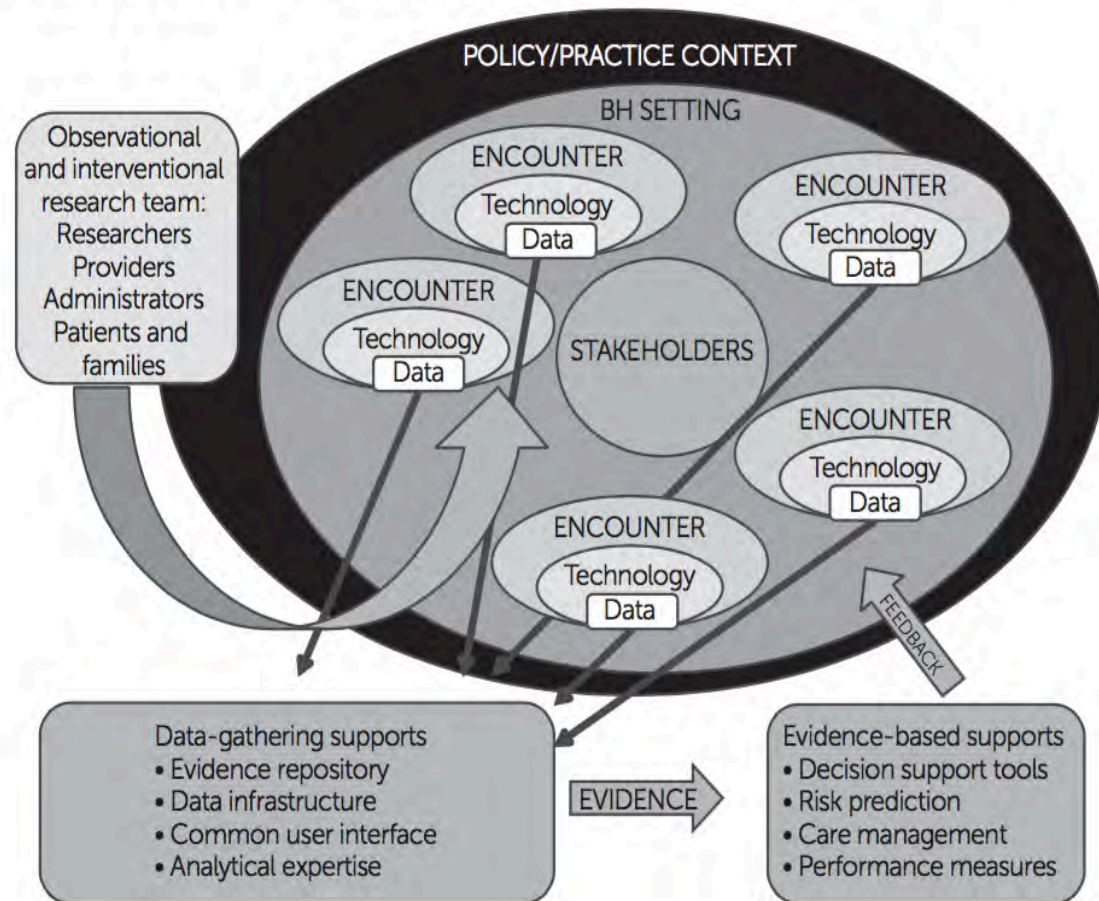 POLICY/PRACTICE CONTEXT
BH SETTING
Observational
and interventional
research team:
Researchers
Providers
Administrators
Patients and
families
ENCOUNTER
Technology
Data
ENCOUNTER
Technology
Data
ENCOUNTER
Technology
Data
STAKEHOLDERS
ENCOUNTER
Technology
Data
ENCOUNTER
Technology
Data
FEEDBACK
Data-gathering supports
• Evidence repository
• Data infrastructure
• Common user interface
• Analytical expertise
EVIDENCE
Evidence-based supports
• Decision support tools
• Risk prediction
• Care management
• Performance measures